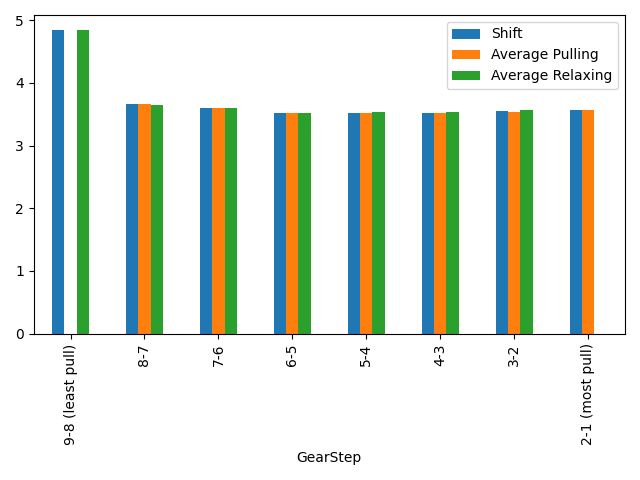 5
4
3
2
1
0
Shift
Average Pulling
Average Relaxing
9-8 (least pull)
8-7
7-6
6-5
5-4
4-3
3-2
2-1 (most pull)
GearStep